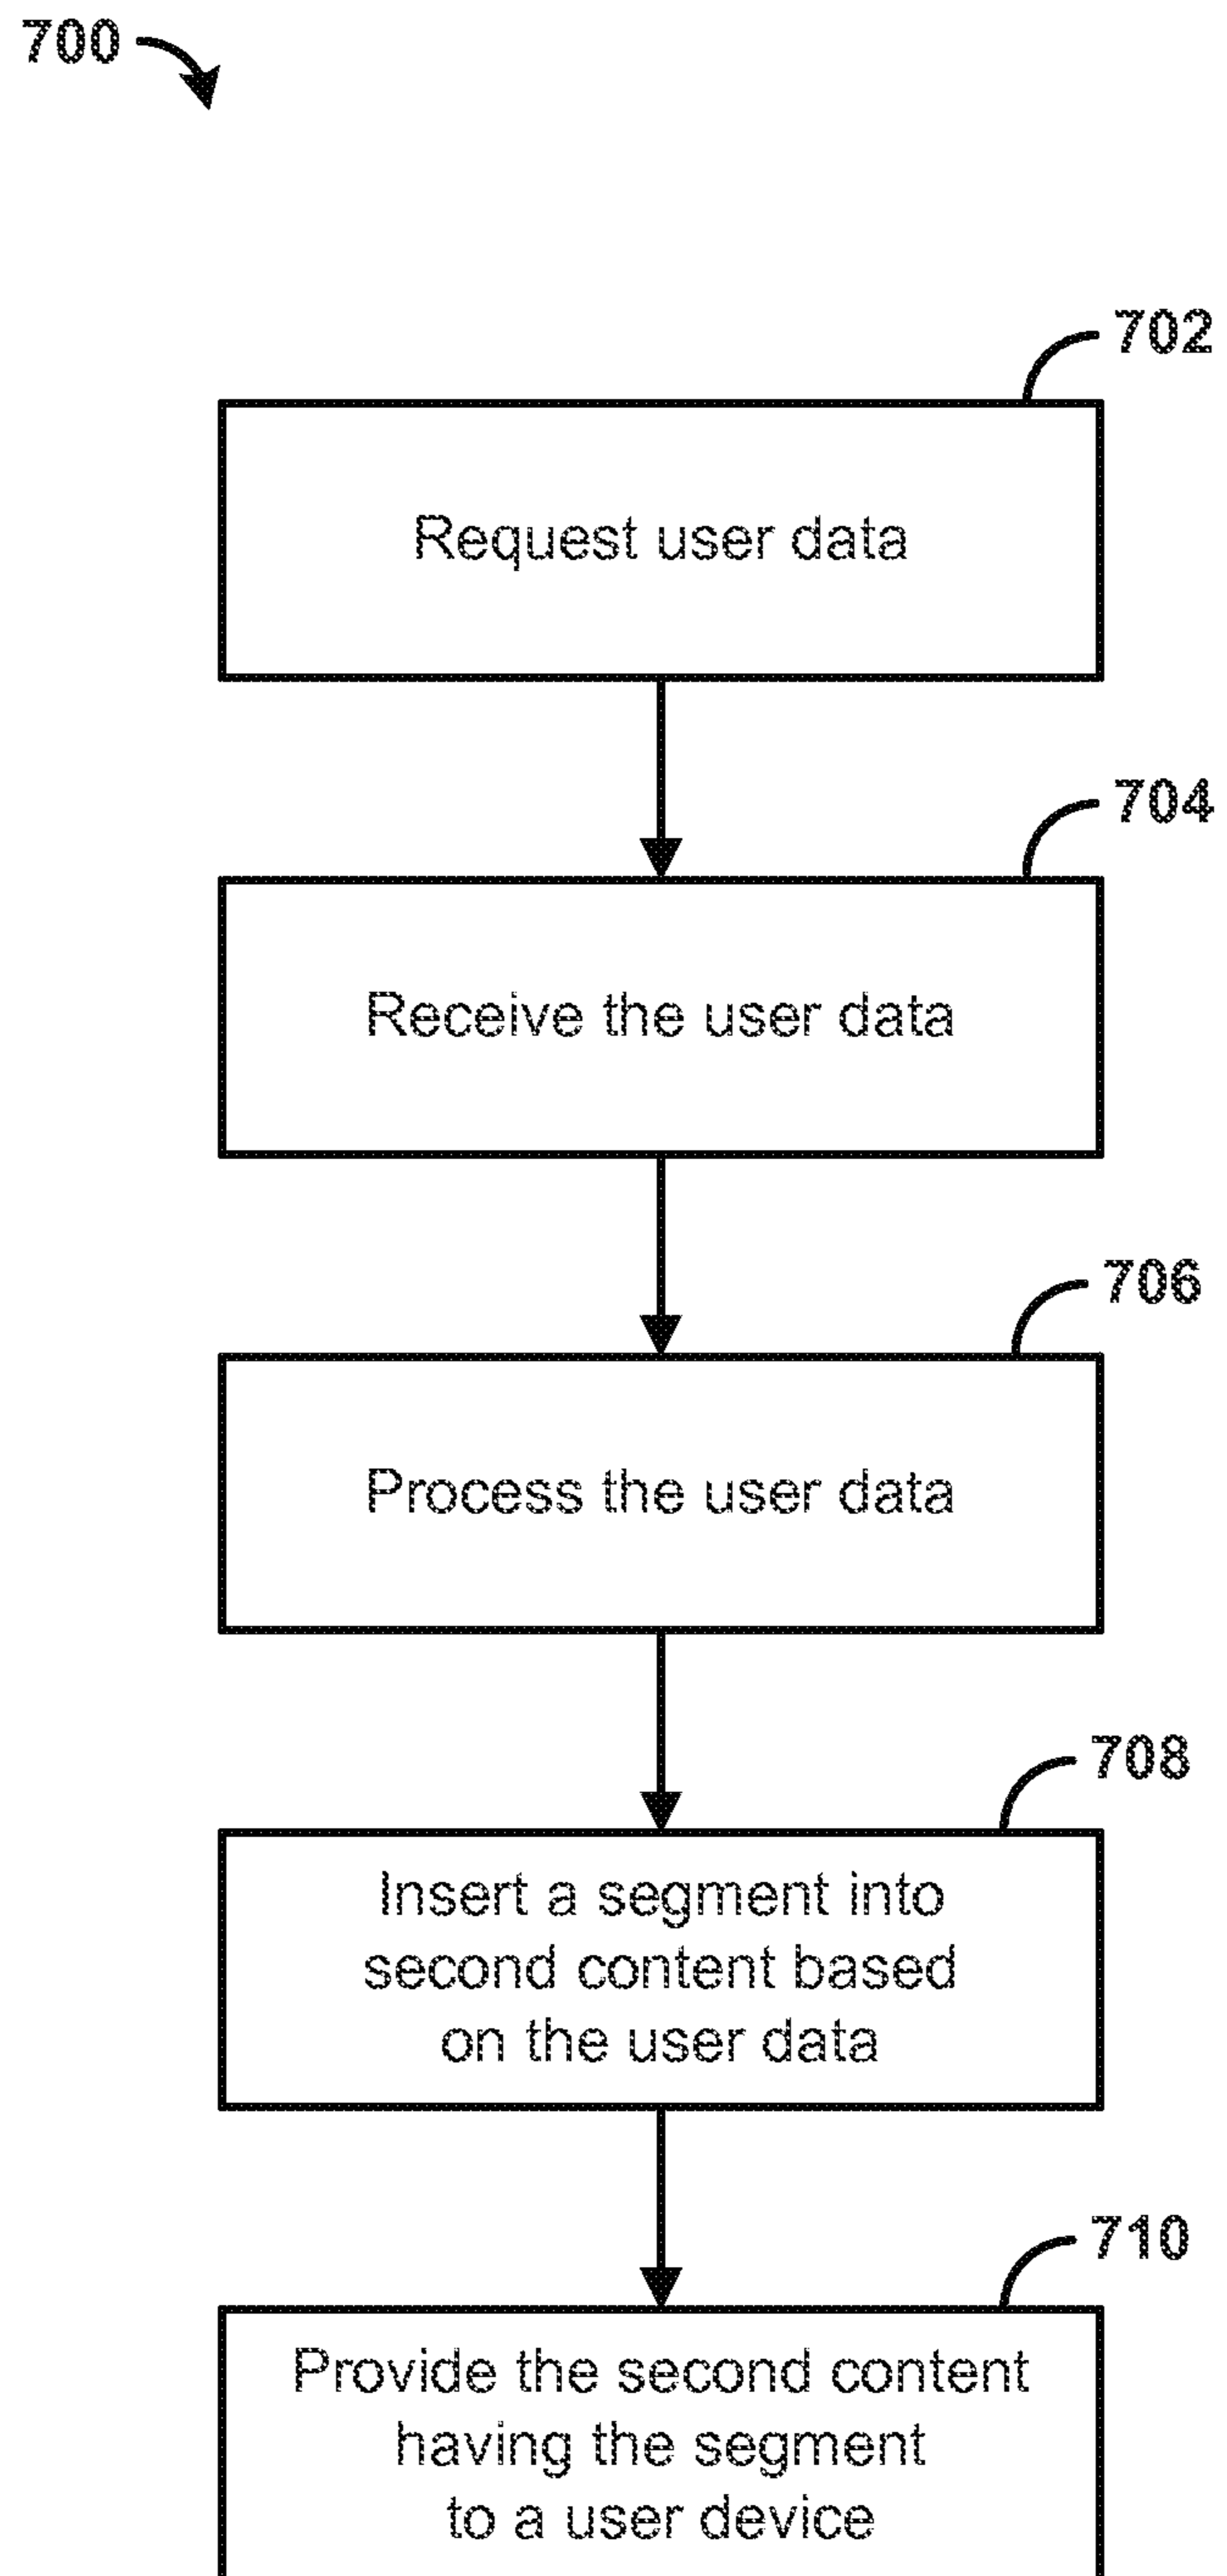 700
702
Request user data
704
Receive the user data
706
Process the user data
708
Insert a segment into
second content based
on the user data
710
Provide the second content
having the segment
to a user device